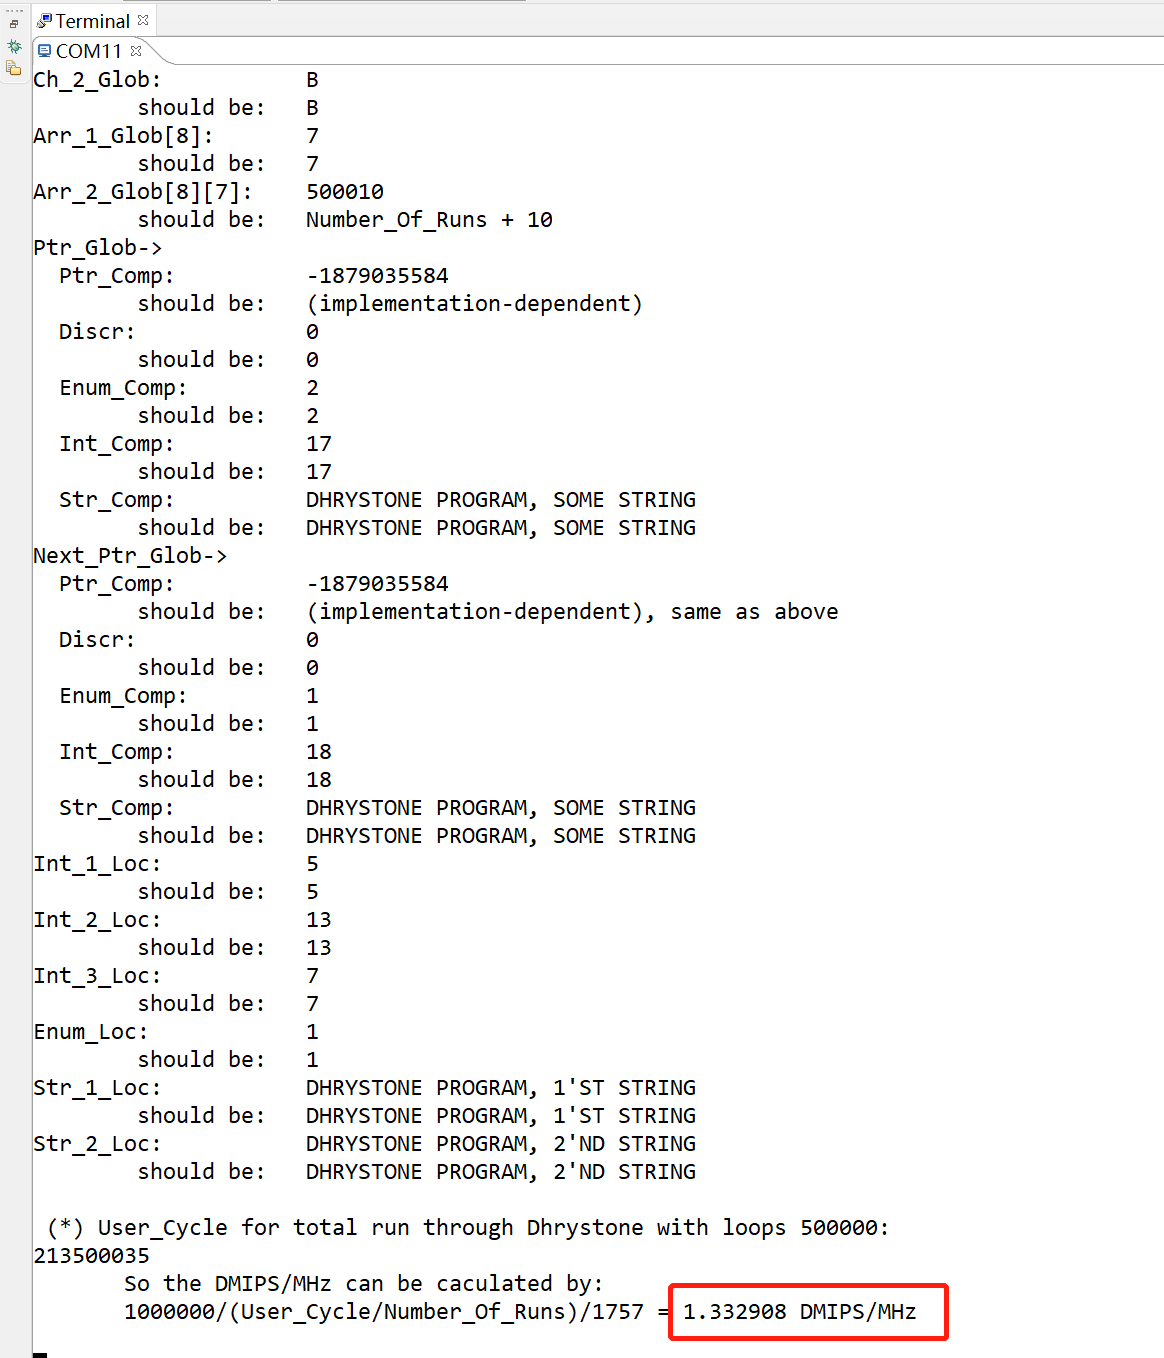 Terminal
COM11
Ch_2_Glob: B
should be: B
Arr_1_Glob[8]: 7
should be: 7
Arr_2_Glob[8][7]: 500010
should be: Number_Of_Runs + 10
Ptr_Glob->
Ptr_Comp: -1879035584
should be: (implementation-dependent)
Discr: 0
should be: 0
Enum_Comp: 2
should be: 2
Int_Comp: 17
should be: 17
Str_Comp: DHRYSTONE PROGRAM, SOME STRING
should be: DHRYSTONE PROGRAM, SOME STRING
Next_Ptr_Glob->
Ptr_Comp: -1879035584
should be: (implementation-dependent), same as above
Discr: 0
should be: 0
Enum_Comp: 1
should be: 1
Int_Comp: 18
should be: 18
Str_Comp: DHRYSTONE PROGRAM, SOME STRING
should be: DHRYSTONE PROGRAM, SOME STRING
Int_1_Loc: 5
should be: 5
Int_2_Loc: 13
should be: 13
Int_3_Loc: 7
should be: 7
Enum_Loc: 1
should be: 1
Str_1_Loc: DHRYSTONE PROGRAM, 1'ST STRING
should be: DHRYSTONE PROGRAM, 1'ST STRING
Str_2_Loc: DHRYSTONE PROGRAM, 2'ND STRING
should be: DHRYSTONE PROGRAM, 2'ND STRING
(*) User_Cycle for total run through Dhrystone with loops 500000:
213500035
So the DMIPS/MHz can be caculated by:
1000000/(User_Cycle/Number_Of_Runs)/1757 = 1.332908 DMIPS/MHz